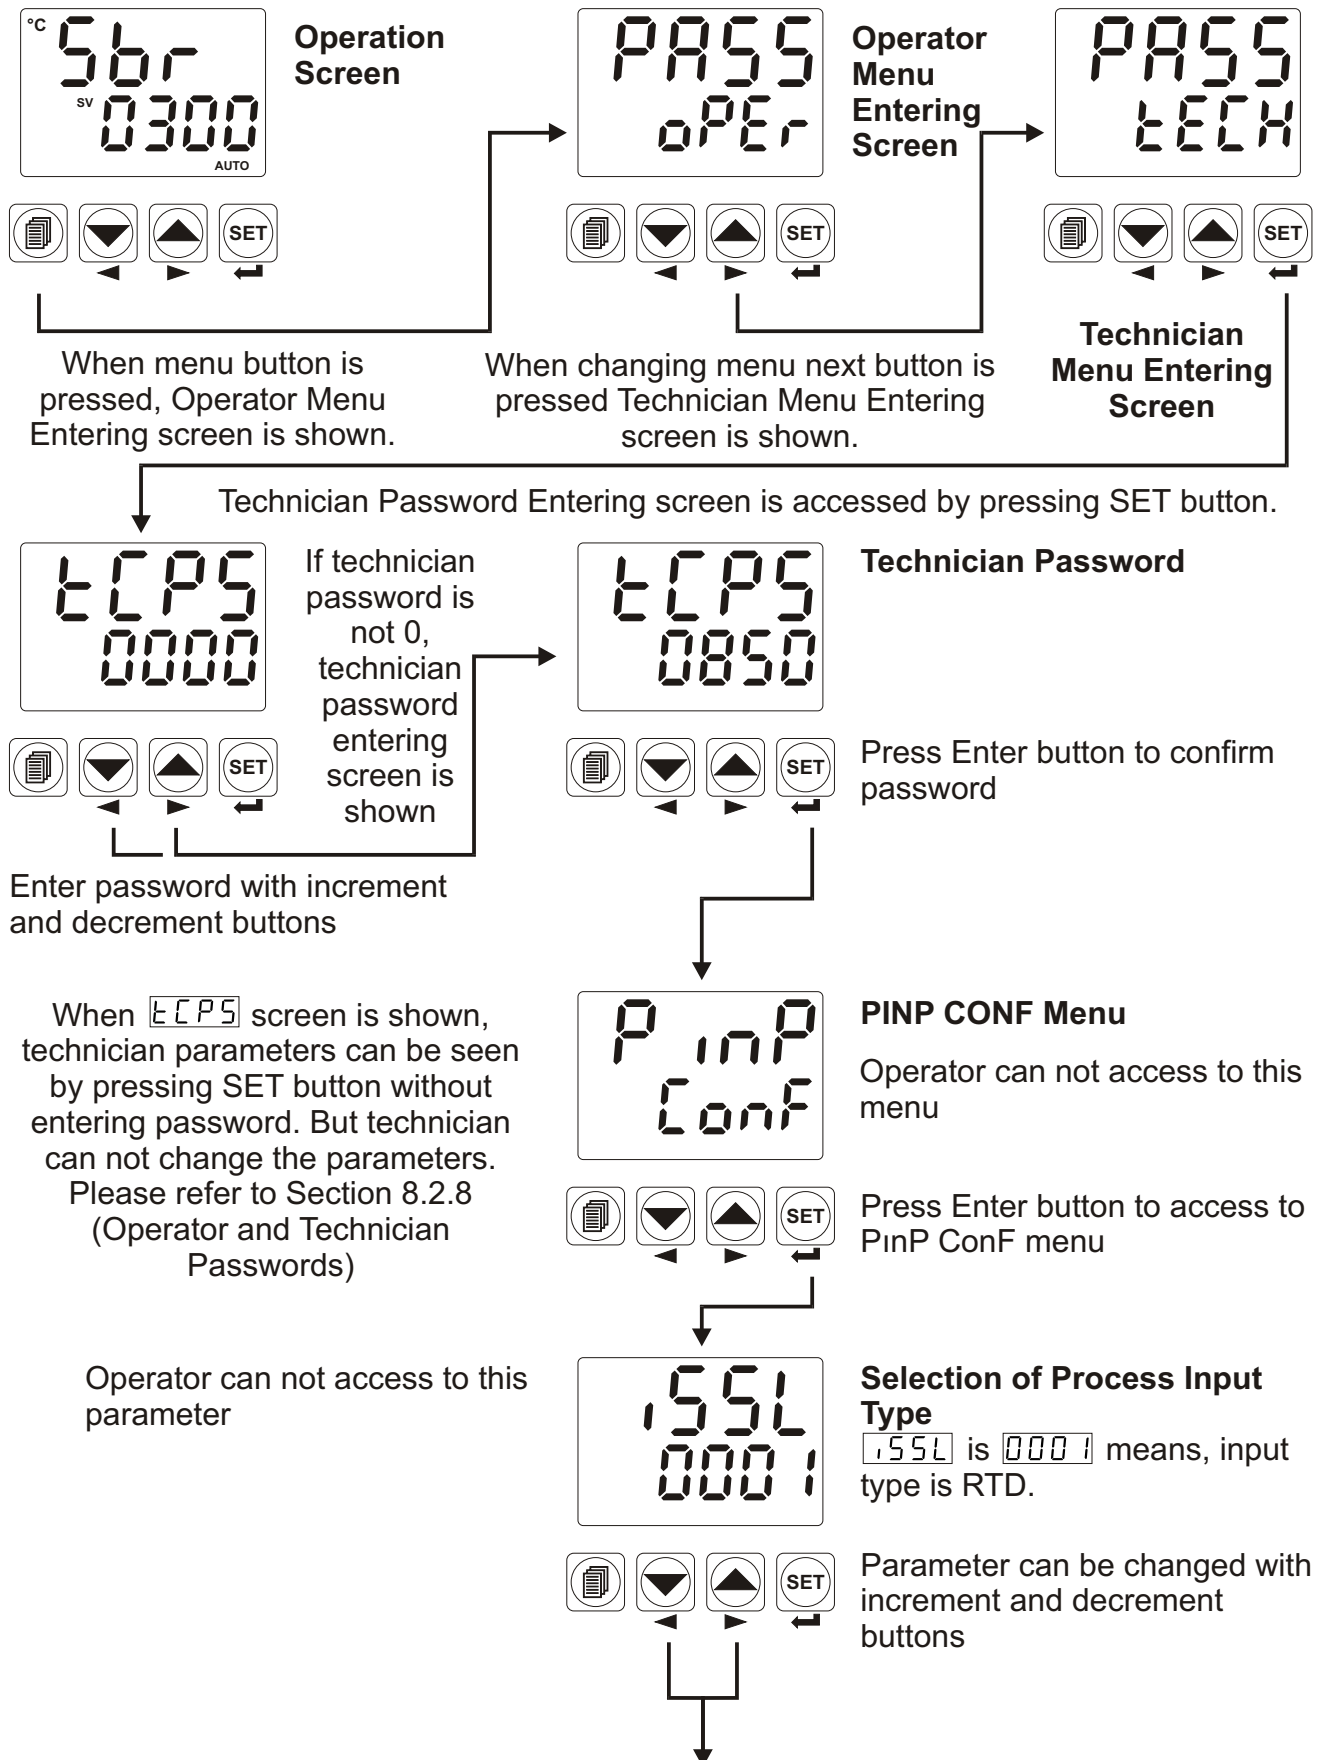 °C
Sbr
SV 0300
AUTO
Operation
Screen
PASS
oPEr
Operator
Menu
Entering
Screen
PASS
tECH
SET
SET
SET
When menu button is
pressed, Operator Menu
Entering screen is shown.
When changing menu next button is
pressed Technician Menu Entering
screen is shown.
Technician
Menu Entering
Screen
Technician Password Entering screen is accessed by pressing SET button.
tCPS
0000
If technician
password is
not 0,
technician
password
entering
screen is
shown
tCPS
0850
Technician Password
SET
SET
Press Enter button to confirm
password
Enter password with increment
and decrement buttons
When tCPS screen is shown,
technician parameters can be seen
by pressing SET button without
entering password. But technician
can not change the parameters.
Please refer to Section 8.2.8
(Operator and Technician
Passwords)
PınP
ConF
PINP CONF Menu
Operator can not access to this
menu
SET
Press Enter button to access to
PınP ConF menu
Operator can not access to this
parameter
ıSSL
0001
Selection of Process Input
Type
ıSSL is 0001 means, input
type is RTD.
SET
Parameter can be changed with
increment and decrement
buttons